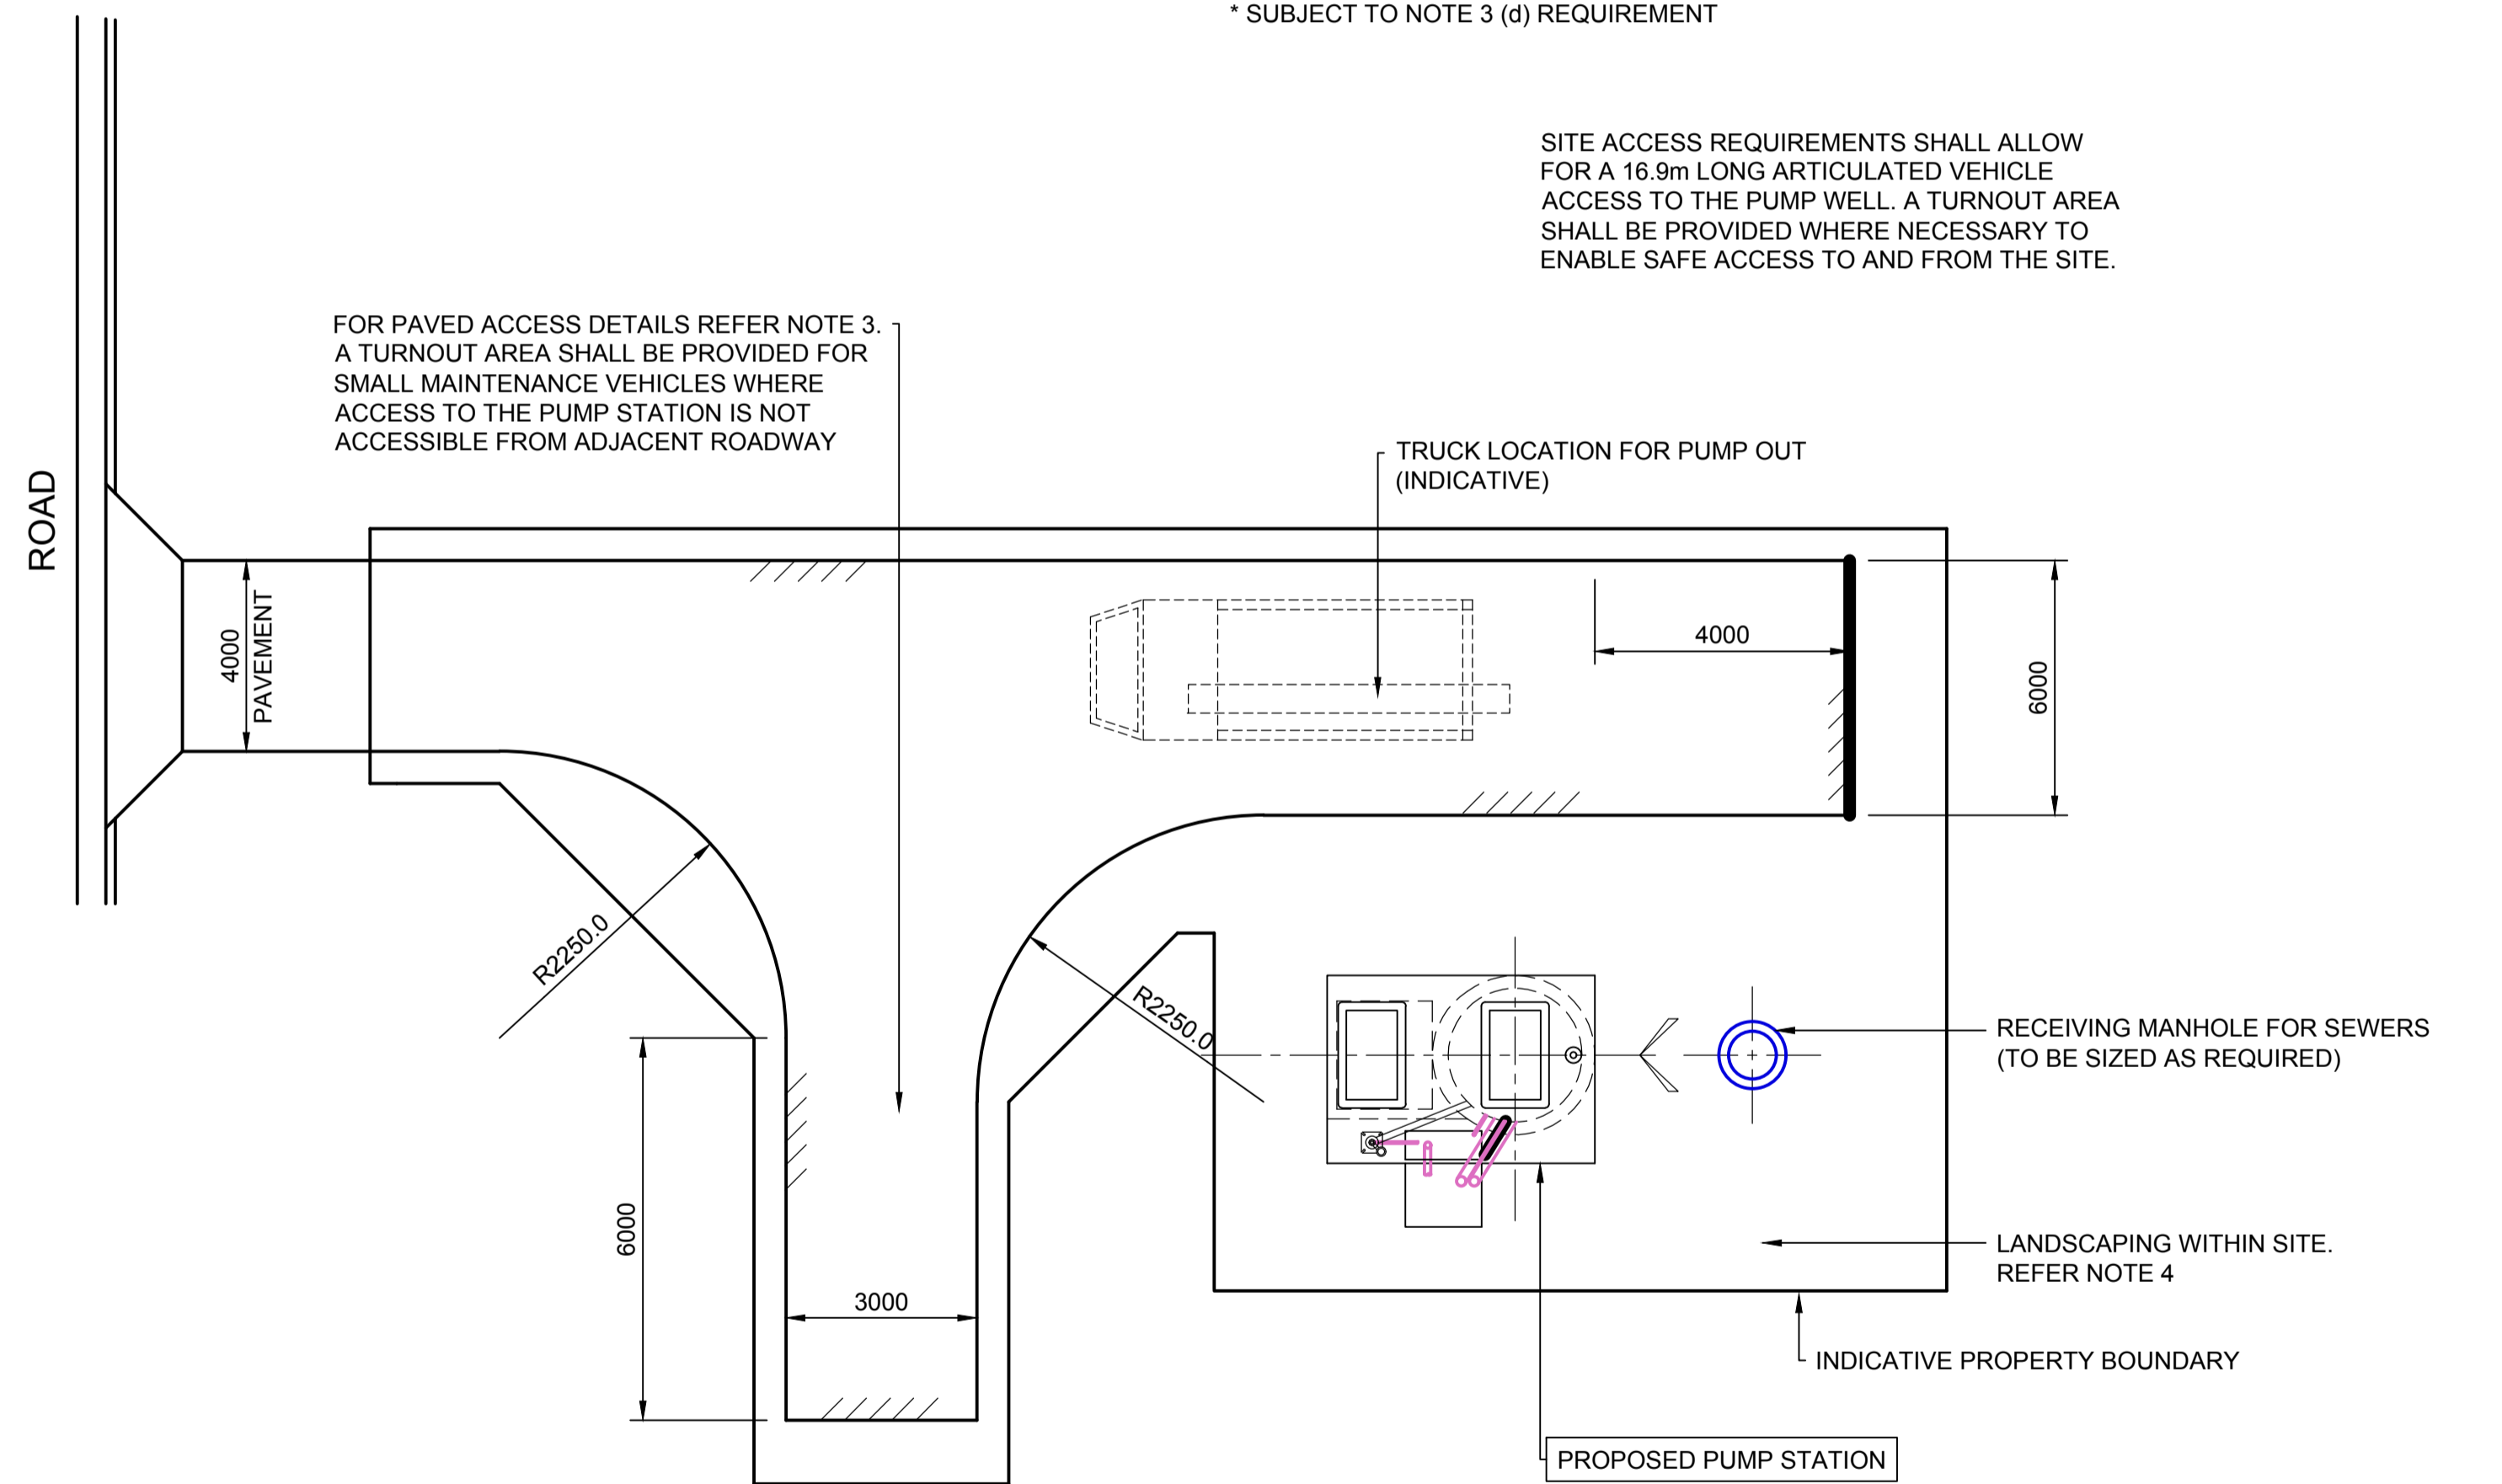 * SUBJECT TO NOTE 3 (d) REQUIREMENT
SITE ACCESS REQUIREMENTS SHALL ALLOW
FOR A 16.9m LONG ARTICULATED VEHICLE
ACCESS TO THE PUMP WELL. A TURNOUT AREA
SHALL BE PROVIDED WHERE NECESSARY TO
ENABLE SAFE ACCESS TO AND FROM THE SITE.
FOR PAVED ACCESS DETAILS REFER NOTE 3.
A TURNOUT AREA SHALL BE PROVIDED FOR
SMALL MAINTENANCE VEHICLES WHERE
ACCESS TO THE PUMP STATION IS NOT
ACCESSIBLE FROM ADJACENT ROADWAY
TRUCK LOCATION FOR PUMP OUT
(INDICATIVE)
ROAD
4000
PAVEMENT
4000
6000
R2250.0
R2250.0
RECEIVING MANHOLE FOR SEWERS
(TO BE SIZED AS REQUIRED)
6000
3000
LANDSCAPING WITHIN SITE.
REFER NOTE 4
INDICATIVE PROPERTY BOUNDARY
PROPOSED PUMP STATION